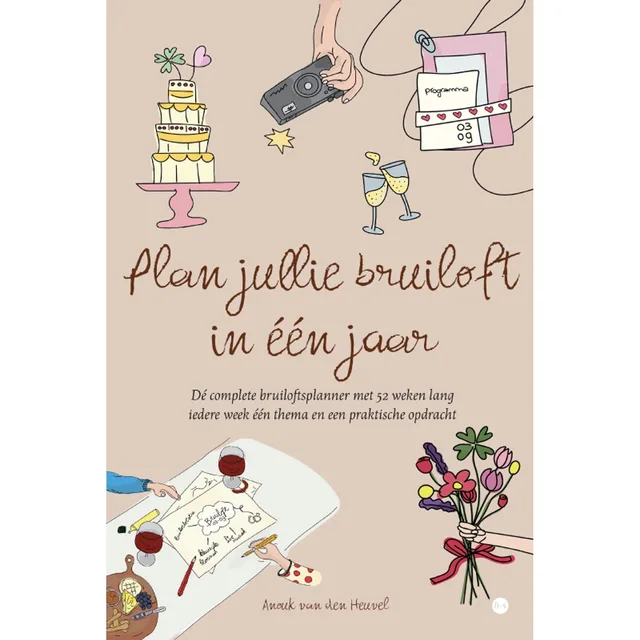 programma
03
09
Plan jullie bruiloft
in één jaar
Dé complete bruiloftsplanner met 52 weken lang
iedere week één thema en een praktische opdracht
Bruiloft
Anouk van den Heuvel